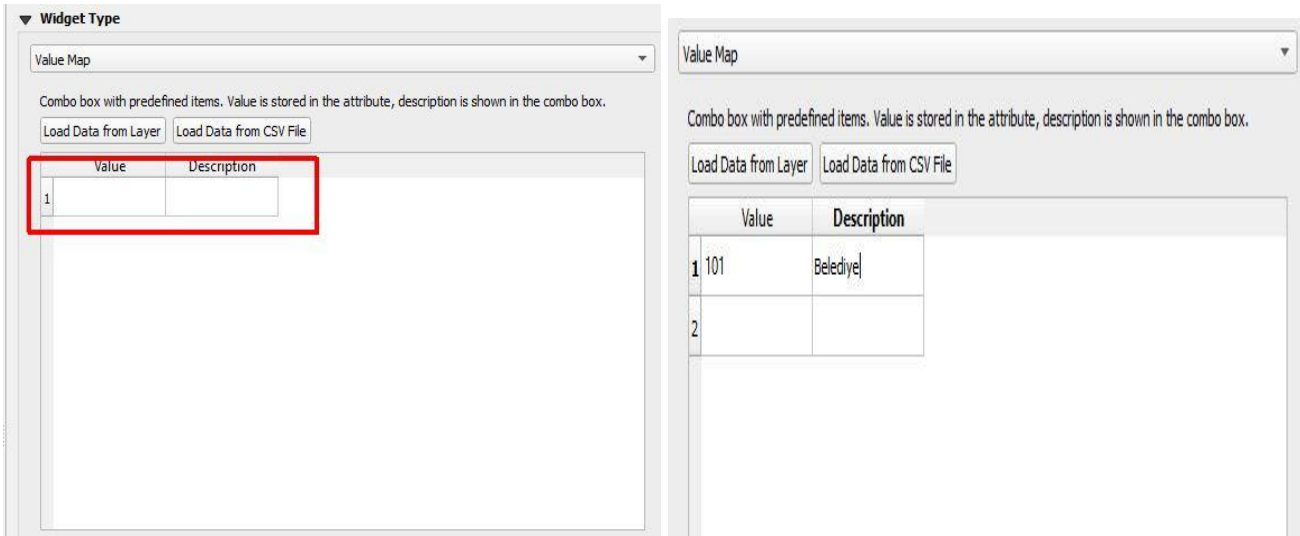 Widget Type
Value Map
Combo box with predefined items. Value is stored in the attribute, description is shown in the combo box.
Load Data from Layer Load Data from CSV File
Value Description
1
Value Map
Combo box with predefined items. Value is stored in the attribute, description is shown in the combo box.
Load Data from Layer Load Data from CSV File
Value Description
1 101 Belediye
2